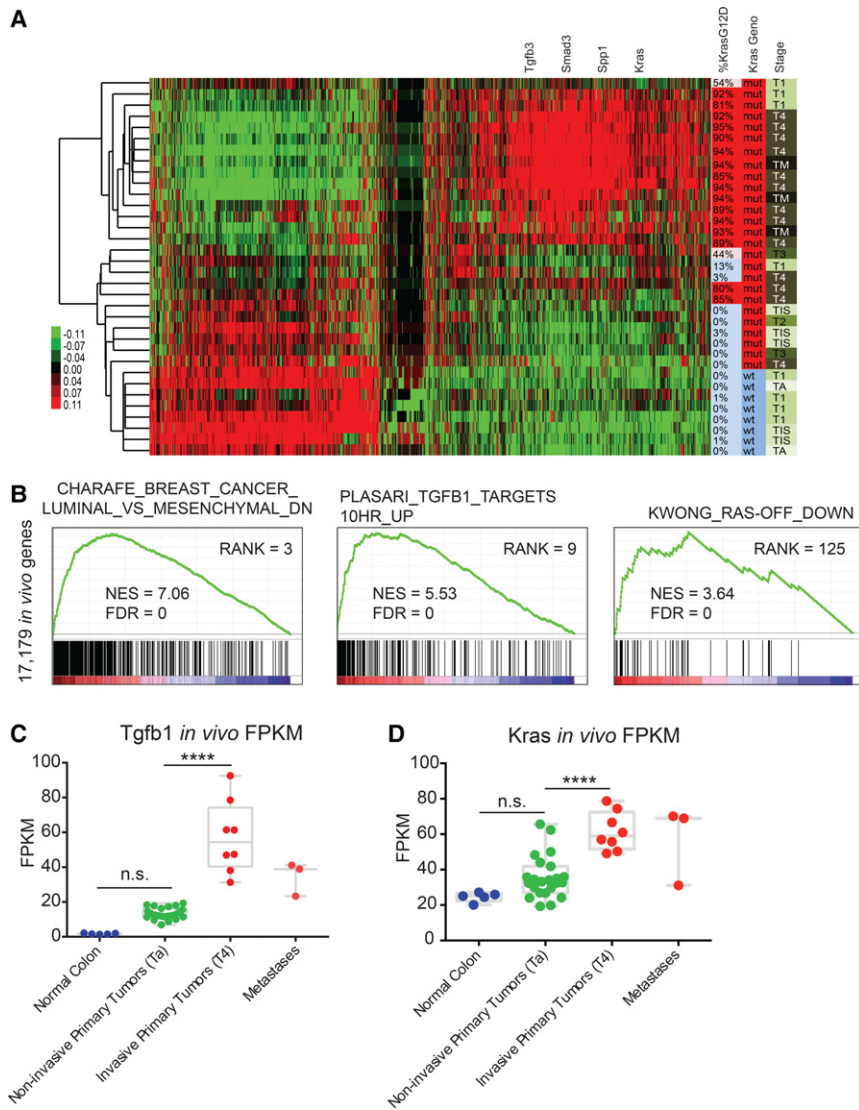 A
Tgfb3
Smad3
Spp1
Kras
%KrasG12D
Kras Geno
Stage
54% mut T1
92% mut T1
81% mut T1
92% mut T4
95% mut T4
90% mut T4
94% mut T4
94% mut TM
85% mut T4
94% mut T4
94% mut TM
89% mut T4
94% mut T4
93% mut TM
89% mut T4
44% mut T3
13% mut T1
3% mut T4
80% mut T4
85% mut T4
0% mut TIS
0% mut T2
3% mut TIS
0% mut TIS
0% mut T3
0% mut T4
0% wt T1
0% wt TA
1% wt T1
0% wt T1
0% wt T1
0% wt TIS
1% wt TIS
0% wt TA
-0.11
-0.07
-0.04
0.00
0.04
0.07
0.11
B
17,179 in vivo genes
CHARAFE_BREAST_CANCER_
LUMINAL_VS_MESENCHYMAL_DN
RANK = 3
NES = 7.06
FDR = 0
PLASARI_TGFB1_TARGETS
10HR_UP
RANK = 9
NES = 5.53
FDR = 0
KWONG_RAS-OFF_DOWN
RANK = 125
NES = 3.64
FDR = 0
C
Tgfb1 in vivo FPKM
****
n.s.
FPKM
100
80
60
40
20
0
Normal Colon
Non-invasive Primary Tumors (Ta)
Invasive Primary Tumors (T4)
Metastases
D
Kras in vivo FPKM
****
n.s.
FPKM
100
80
60
40
20
0
Normal Colon
Non-invasive Primary Tumors (Ta)
Invasive Primary Tumors (T4)
Metastases